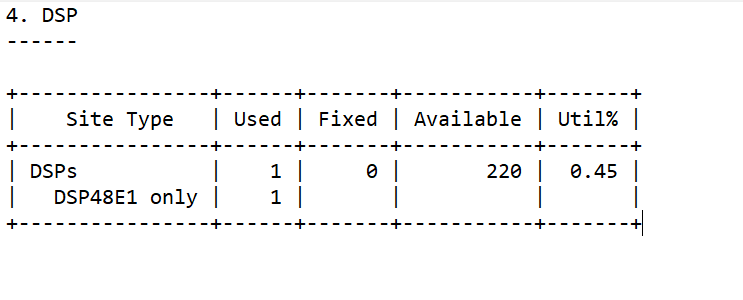 4. DSP
------
+----------------+------+-------+-----------+-------+
|    Site Type   | Used | Fixed | Available | Util% |
+----------------+------+-------+-----------+-------+
| DSPs           |    1 |     0 |       220 |  0.45 |
|   DSP48E1 only |    1 |       |           |       |
+----------------+------+-------+-----------+-------+